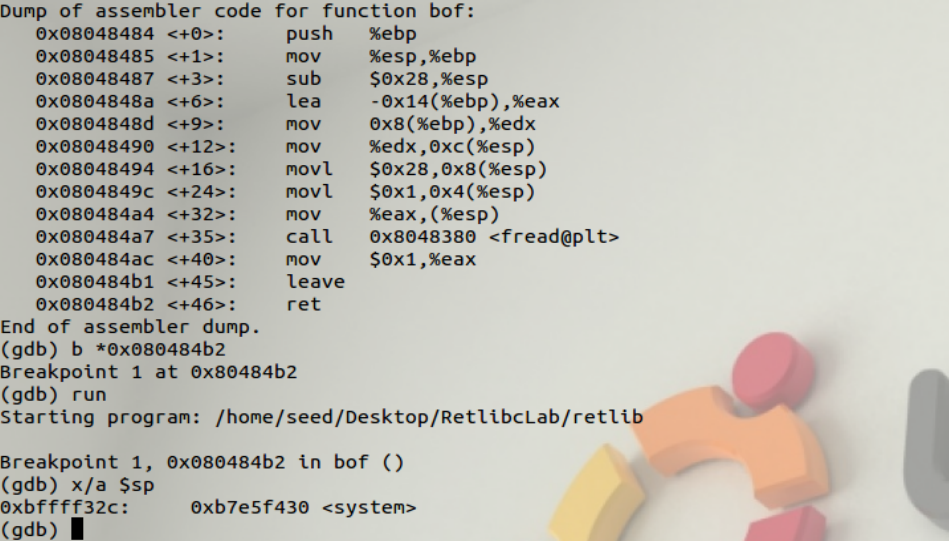 Dump of assembler code for function bof:
   0x08048484 <+0>:     push   %ebp
   0x08048485 <+1>:     mov    %esp,%ebp
   0x08048487 <+3>:     sub    $0x28,%esp
   0x0804848a <+6>:     lea    -0x14(%ebp),%eax
   0x0804848d <+9>:     mov    0x8(%ebp),%edx
   0x08048490 <+12>:    mov    %edx,0xc(%esp)
   0x08048494 <+16>:    movl   $0x28,0x8(%esp)
   0x0804849c <+24>:    movl   $0x1,0x4(%esp)
   0x080484a4 <+32>:    mov    %eax,(%esp)
   0x080484a7 <+35>:    call   0x8048380 <fread@plt>
   0x080484ac <+40>:    mov    $0x1,%eax
   0x080484b1 <+45>:    leave
   0x080484b2 <+46>:    ret
End of assembler dump.
(gdb) b *0x080484b2
Breakpoint 1 at 0x80484b2
(gdb) run
Starting program: /home/seed/Desktop/RetlibcLab/retlib
Breakpoint 1, 0x080484b2 in bof ()
(gdb) x/a $sp
0xbffff32c:     0xb7e5f430 <system>
(gdb)